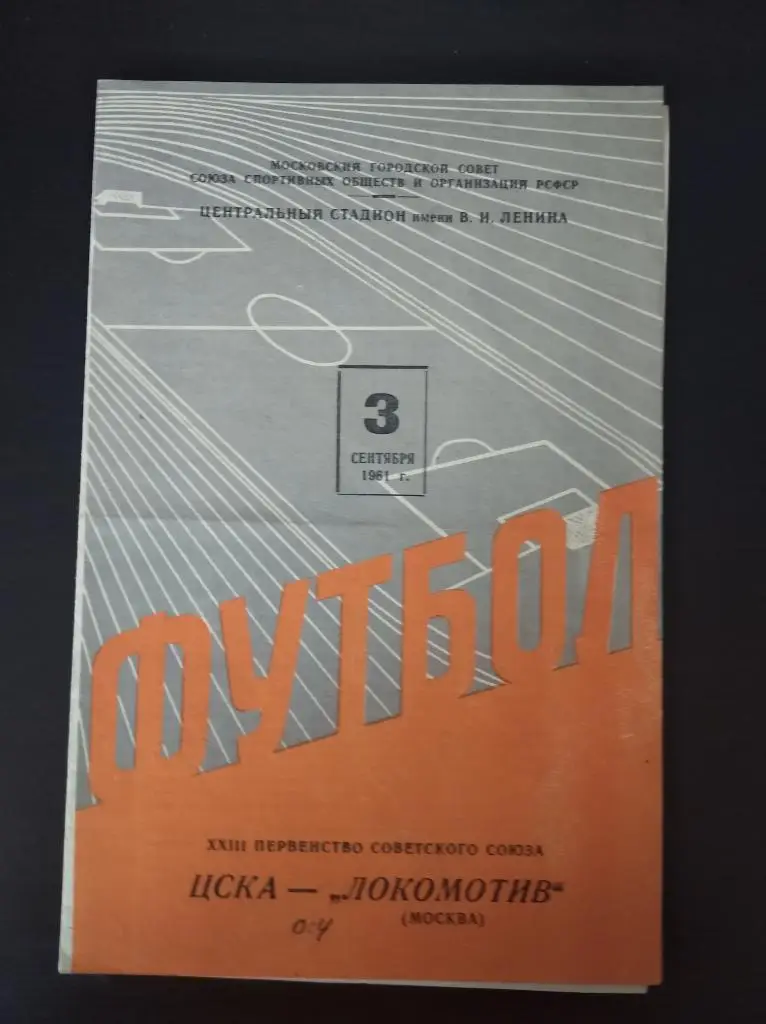 МОСКОВСКИЙ ГОРОДСКОЙ СОВЕТ
СОЮЗА СПОРТИВНЫХ ОБЩЕСТВ И ОРГАНИЗАЦИЙ РСФСР
ЦЕНТРАЛЬНЫЙ СТАДИОН имени В. И. ЛЕНИНА
3
СЕНТЯБРЯ
1961 г.
ФУТБОЛ
XXIII ПЕРВЕНСТВО СОВЕТСКОГО СОЮЗА
ЦСКА — „ЛОКОМОТИВ“
(МОСКВА)
0:4